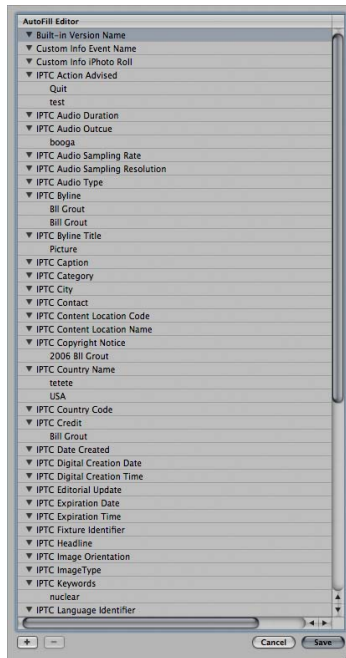 AutoFill Editor
Built-in Version Name
Custom Info Event Name
Custom Info iPhoto Roll
IPTC Action Advised
Quit
test
IPTC Audio Duration
IPTC Audio Outcue
booga
IPTC Audio Sampling Rate
IPTC Audio Sampling Resolution
IPTC Audio Type
IPTC Byline
Bll Grout
Bill Grout
IPTC Byline Title
Picture
IPTC Caption
IPTC Category
IPTC City
IPTC Contact
IPTC Content Location Code
IPTC Content Location Name
IPTC Copyright Notice
2006 Bll Grout
IPTC Country Name
tetete
USA
IPTC Country Code
IPTC Credit
Bill Grout
IPTC Date Created
IPTC Digital Creation Date
IPTC Digital Creation Time
IPTC Editorial Update
IPTC Expiration Date
IPTC Expiration Time
IPTC Fixture Identifier
IPTC Headline
IPTC Image Orientation
IPTC ImageType
IPTC Keywords
nuclear
IPTC Language Identifier
Cancel Save